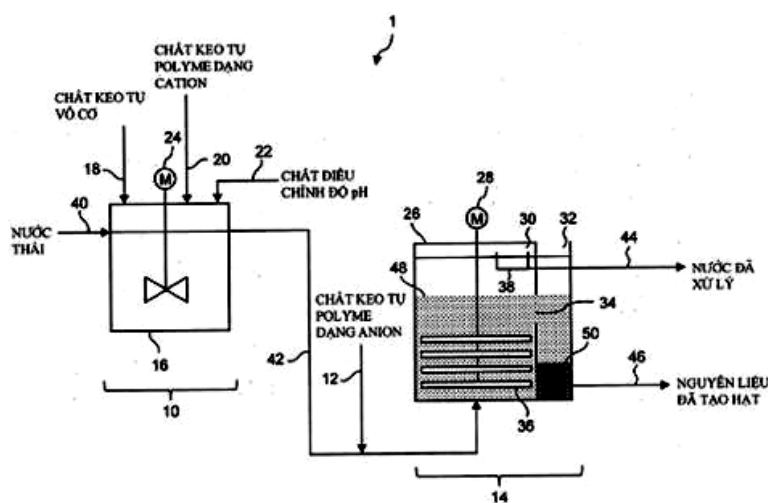 1
CHẤT KEO TỤ
POLYME DẠNG
CATION
CHẤT KEO TỤ
VÔ CƠ
24
M
18
20
22
CHẤT ĐIỀU
CHỈNH ĐỘ pH
28
M
40
NƯỚC
THẢI
26
30
32
44
NƯỚC ĐÃ
XỬ LÝ
38
48
CHẤT KEO TỤ
POLYME
DẠNG ANION
34
50
16
42
12
46
NGUYÊN LIỆU
ĐÃ TẠO HẠT
36
10
14